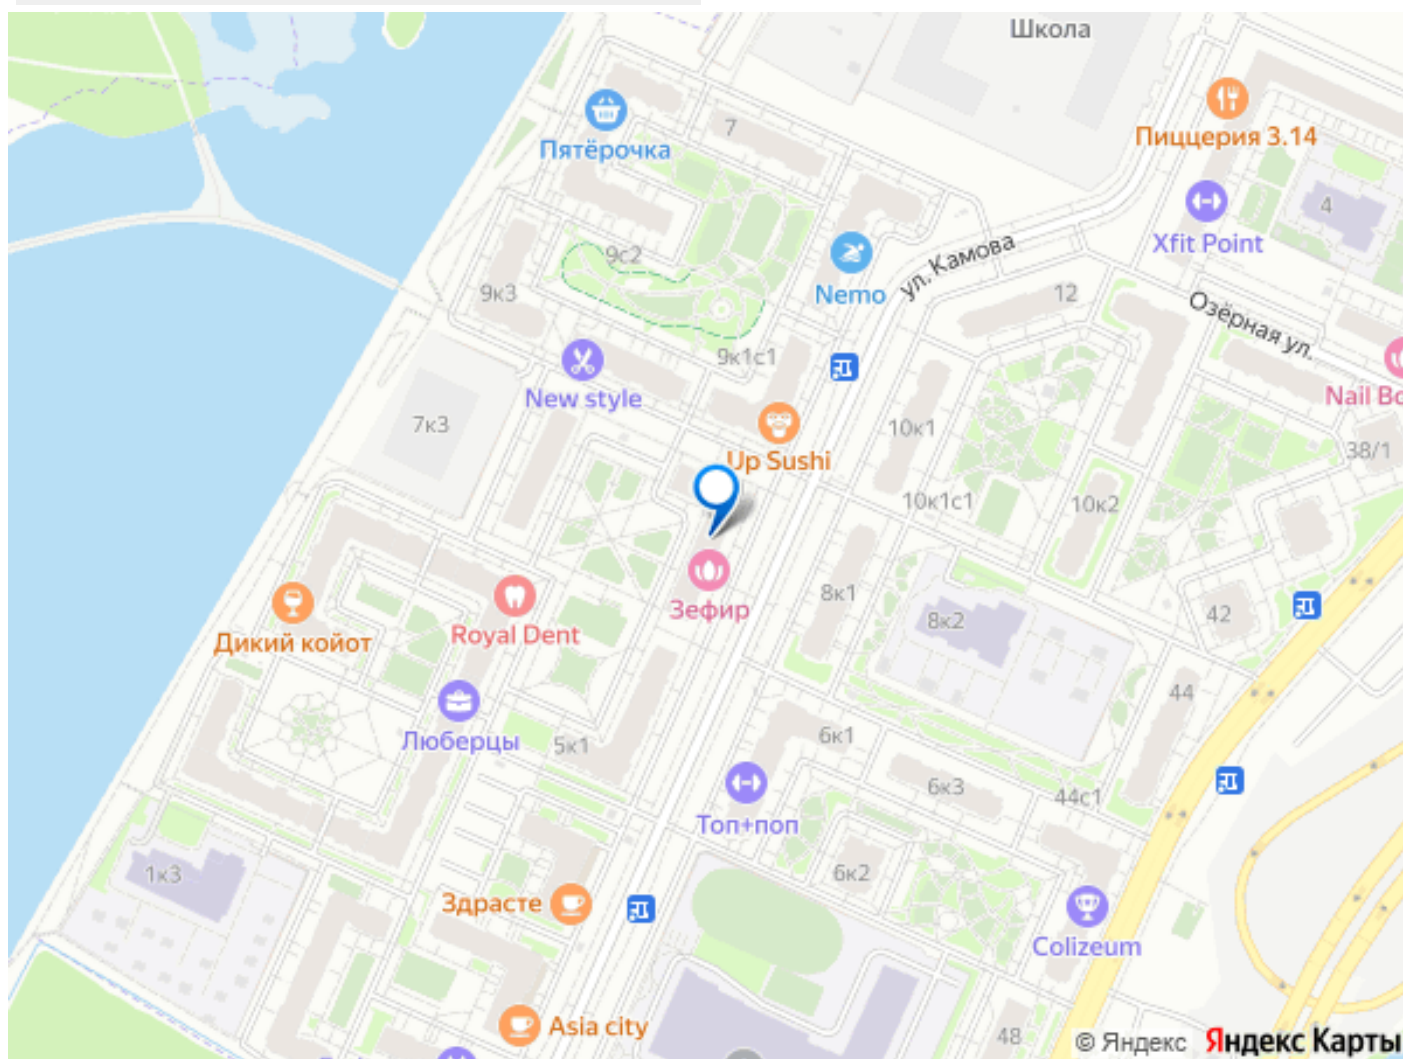 Школа
Пиццерия 3.14
7
Пятёрочка
4
Xfit Point
ул. Камова
9с2
Nemo
9к3
12
Озёрная ул.
9к1с1
New style
Nail Bo
7к3
10к1
38/1
Up Sushi
10к1с1
10к2
Зефир
8к1
8к2
42
Royal Dent
Дикий койот
44
Люберцы
5к1
6к1
6к3
44с1
Топ+поп
1к3
6к2
Здрасте
Colizeum
Asia city
48
© Яндекс Яндекс Карты